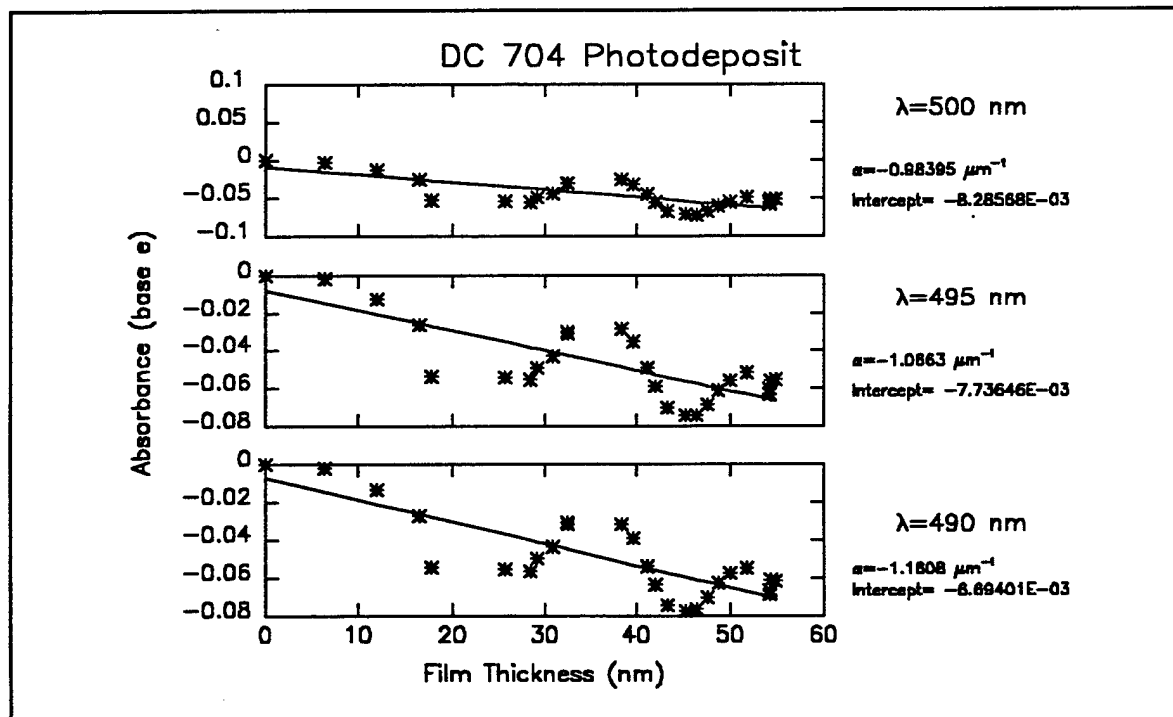 DC 704 Photodeposit
0.1
0.05
0
−0.05
−0.1
λ=500 nm
α=−0.98395 μm⁻¹
Intercept= −8.28568E−03
0
−0.02
−0.04
−0.06
−0.08
λ=495 nm
α=−1.0663 μm⁻¹
Intercept= −7.73646E−03
0
−0.02
−0.04
−0.06
−0.08
λ=490 nm
α=−1.1608 μm⁻¹
Intercept= −6.69401E−03
0 10 20 30 40 50 60
Film Thickness (nm)
Absorbance (base e)